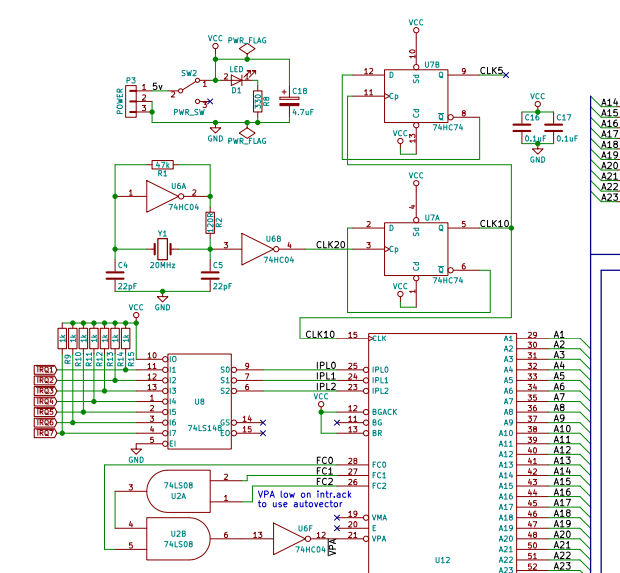 VCC
PWR_FLAG
P3
POWER
1
2
3
5v
SW2
2
1
3
PWR_SW
LED
2
1
D1
330
R8
C18
4.7uF
GND
PWR_FLAG
VCC
10
U7B
12
D
Sd
Q
9
CLK5
11
Cp
Cd
Q
8
13
74HC74
VCC
VCC
C16
C17
0.1uF
0.1uF
GND
A14
A15
A16
A17
A18
A19
A20
A21
A22
A23
47k
R1
U6A
1
2
74HC04
120R
R2
Y1
20MHz
C4
22pF
C5
22pF
GND
U6B
3
4
74HC04
CLK20
VCC
4
U7A
2
D
Sd
Q
5
CLK10
3
Cp
Cd
Q
6
1
74HC74
VCC
VCC
1k
1k
1k
1k
1k
1k
1k
R9
R10
R11
R12
R13
R14
R15
IRQ1
IRQ2
IRQ3
IRQ4
IRQ5
IRQ6
IRQ7
10 I0
11 I1
12 I2
13 I3
1 I4
2 I5
3 I6
4 I7
5 EI
GND
U8
74LS148
S0 9 IPL0
S1 7 IPL1
S2 6 IPL2
GS 14
EO 15
CLK10 15 CLK
25 IPL0
24 IPL1
23 IPL2
VCC
12 BGACK
11 BG
13 BR
FC0 28 FC0
FC1 27 FC1
FC2 26 FC2
19 VMA
20 E
21 VPA
U12
74LS08
U2A
3
2
1
VPA low on intr.ack
to use autovector
U2B
74LS08
4
5
6
13
U6F
12
74HC04
VPA
A1 29 A1
A2 30 A2
A3 31 A3
A4 32 A4
A5 33 A5
A6 34 A6
A7 35 A7
A8 36 A8
A9 37 A9
A10 38 A10
A11 39 A11
A12 40 A12
A13 41 A13
A14 42 A14
A15 43 A15
A16 44 A16
A17 45 A17
A18 46 A18
A19 47 A19
A20 48 A20
A21 50 A21
A22 51 A22
A23 52 A23